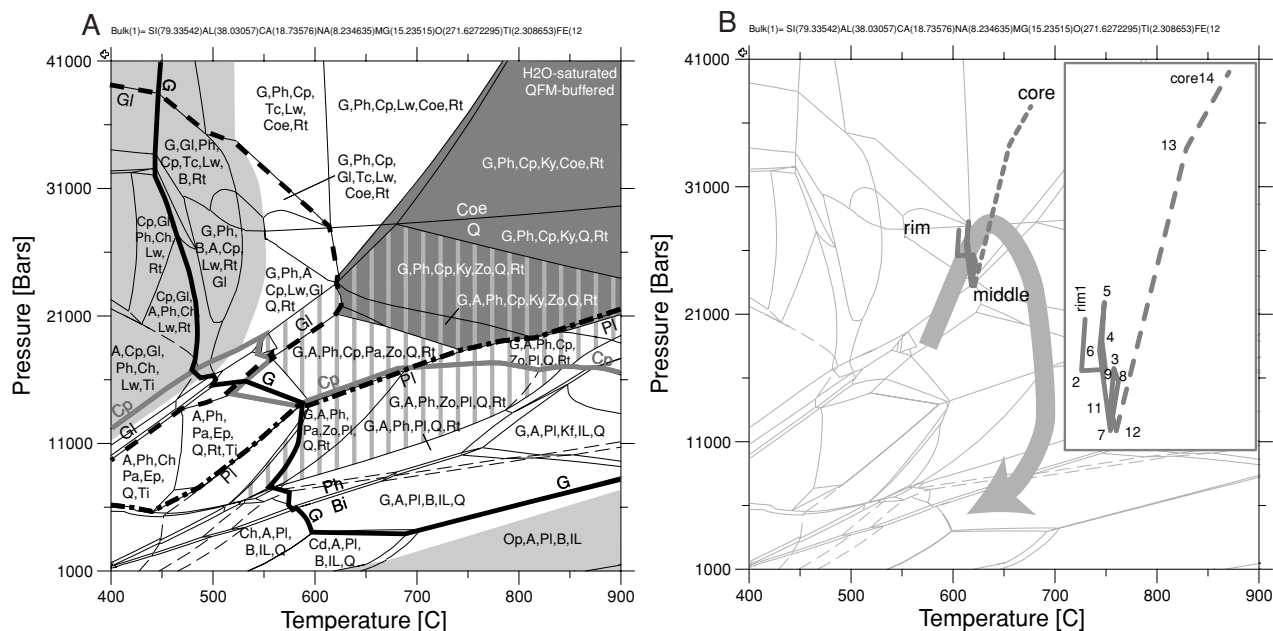 A
Bulk(1)= SI(79.33542)AL(38.03057)CA(18.73576)NA(8.234635)MG(15.23515)O(271.6272295)TI(2.308653)FE(12
41000
31000
21000
11000
1000
Pressure [Bars]
400
500
600
700
800
900
Temperature [C]
H2O-saturated
QFM-buffered
Gl
G
G,Ph,Cp,
Tc,Lw,
Coe,Rt
G,Ph,Cp,Lw,Coe,Rt
G,Gl,Ph,
Cp,Tc,Lw,
B,Rt
G,Ph,Cp,
Gl,Tc,Lw,
Coe,Rt
G,Ph,Cp,Ky,Coe,Rt
Coe
Q
Cp,Gl
Ph,Ch,
Lw,
Rt
G,Ph,
B,A,Cp,
Lw,Rt
Gl
G,Ph,Cp,Ky,Q,Rt
G,Ph,A
Cp,Lw,Gl
Q,Rt
G,Ph,Cp,Ky,Zo,Q,Rt
Cp,Gl,
A,Ph,Ch
Lw,Rt
G,A,Ph,Cp,Ky,Zo,Q,Rt
Gl
Pl
A,Cp,Gl,
Ph,Ch,
Lw,Ti
G,A,Ph,Cp,Pa,Zo,Q,Rt
G,A,Ph,Cp,
Zo,Pl,Q,Rt
Cp
G
Cp
Pl
Cp
Gl
A,Ph,
Pa,Ep,
Q,Rt,Ti
G,A,Ph,
Pa,Zo,Pl,
Q,Rt
G,A,Ph,Zo,Pl,Q,Rt
G,A,Ph,Pl,Q,Rt
G,A,Pl,Kf,IL,Q
A,Ph,Ch
Pa,Ep,
Q,Ti
Pl
Ph
Bi
G
G,A,Pl,B,IL,Q
G
Ch,A,Pl,
B,IL,Q
Cd,A,Pl,
B,IL,Q
Op,A,Pl,B,IL
B
Bulk(1)= SI(79.33542)AL(38.03057)CA(18.73576)NA(8.234635)MG(15.23515)O(271.6272295)TI(2.308653)FE(12
41000
31000
21000
11000
1000
Pressure [Bars]
400
500
600
700
800
900
Temperature [C]
core
rim
middle
core14
13
5
rim1
4
6
3
2
9
8
11
7
12